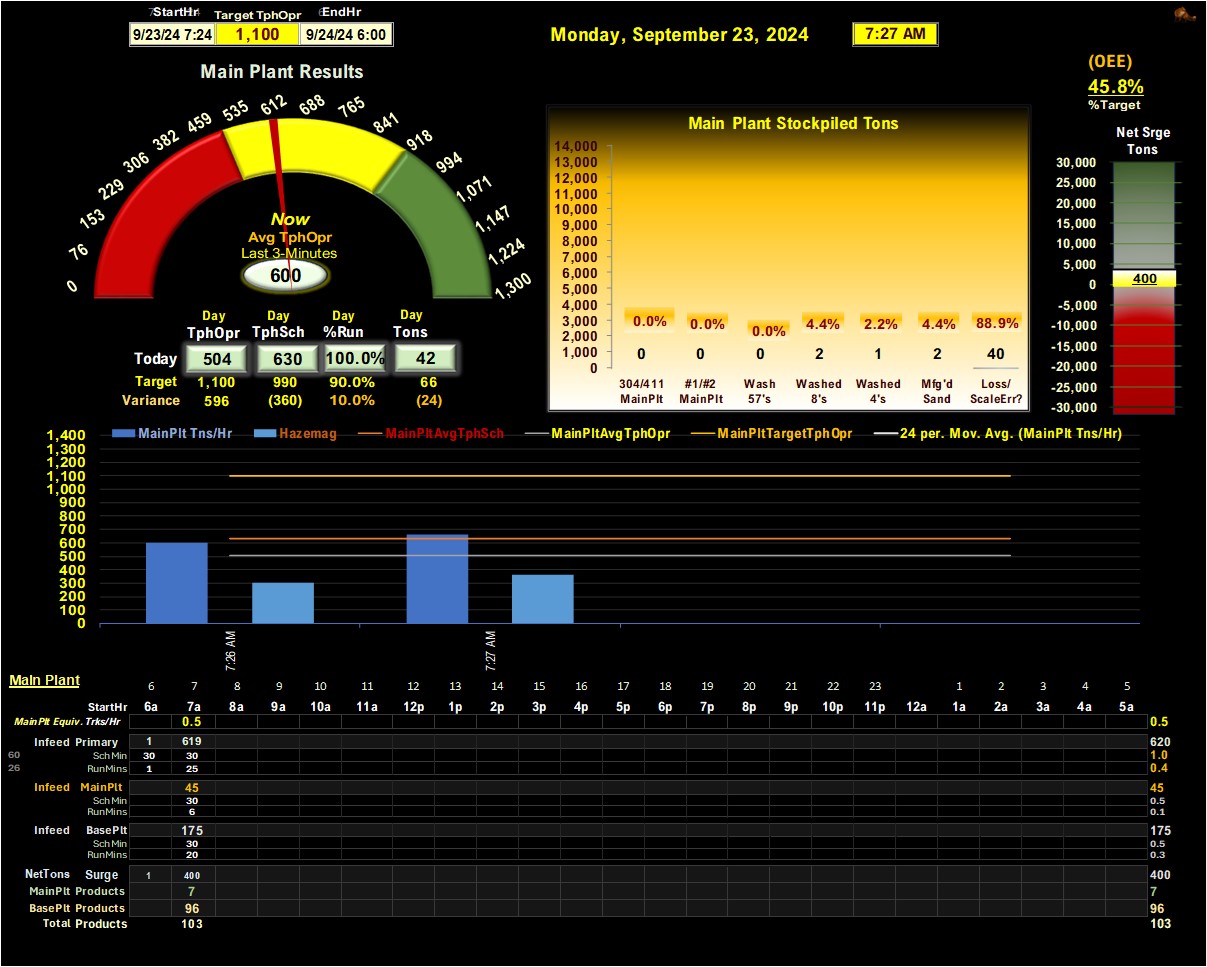 StartHr Target TphOpr EndHr
9/23/24 7:24 1,100 9/24/24 6:00
Monday, September 23, 2024 7:27 AM
(OEE)
45.8%
%Target
Main Plant Results
0 76 153 229 306 382 459 535 612 688 765 841 918 994 1,071 1,147 1,224 1,300
Now
Avg TphOpr
Last 3-Minutes
600
Day Day Day Day
TphOpr TphSch %Run Tons
Today 504 630 100.0% 42
Target 1,100 990 90.0% 66
Variance 596 (360) 10.0% (24)
Main Plant Stockpiled Tons
14,000
13,000
12,000
11,000
10,000
9,000
8,000
7,000
6,000
5,000
4,000
3,000
2,000
1,000
0
0.0% 0.0% 0.0% 4.4% 2.2% 4.4% 88.9%
0 0 0 2 1 2 40
304/411 #1/#2 Wash Washed Washed Mfg'd Loss/
MainPlt MainPlt 57's 8's 4's Sand ScaleErr?
Net Srge
Tons
30,000
25,000
20,000
15,000
10,000
5,000
0
-5,000
-10,000
-15,000
-20,000
-25,000
-30,000
400
MainPlt Tns/Hr Hazemag MainPltAvgTphSch MainPltAvgTphOpr MainPltTargetTphOpr 24 per. Mov. Avg. (MainPlt Tns/Hr)
1,400
1,300
1,200
1,100
1,000
900
800
700
600
500
400
300
200
100
0
7:26 AM 7:27 AM
Main Plant
6 7 8 9 10 11 12 13 14 15 16 17 18 19 20 21 22 23 1 2 3 4 5
StartHr 6a 7a 8a 9a 10a 11a 12p 1p 2p 3p 4p 5p 6p 7p 8p 9p 10p 11p 12a 1a 2a 3a 4a 5a
MainPlt Equiv. Trks/Hr 0.5 0.5
Infeed Primary 1 619 620
60 Sch Min 30 30 1.0
26 RunMins 1 25 0.4
Infeed MainPlt 45 45
Sch Min 30 0.5
RunMins 6 0.1
Infeed BasePlt 175 175
Sch Min 30 0.5
RunMins 20 0.3
NetTons Surge 1 400 400
MainPlt Products 7 7
BasePlt Products 96 96
Total Products 103 103